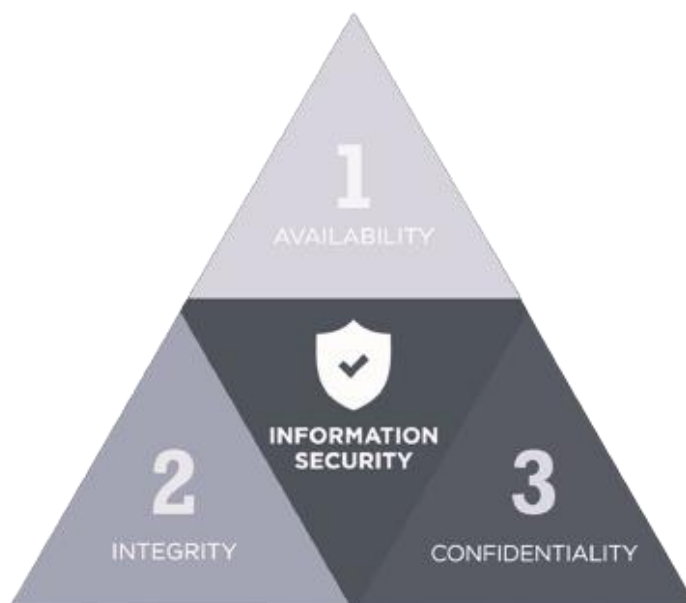 1
AVAILABILITY
INFORMATION
SECURITY
2
INTEGRITY
3
CONFIDENTIALITY